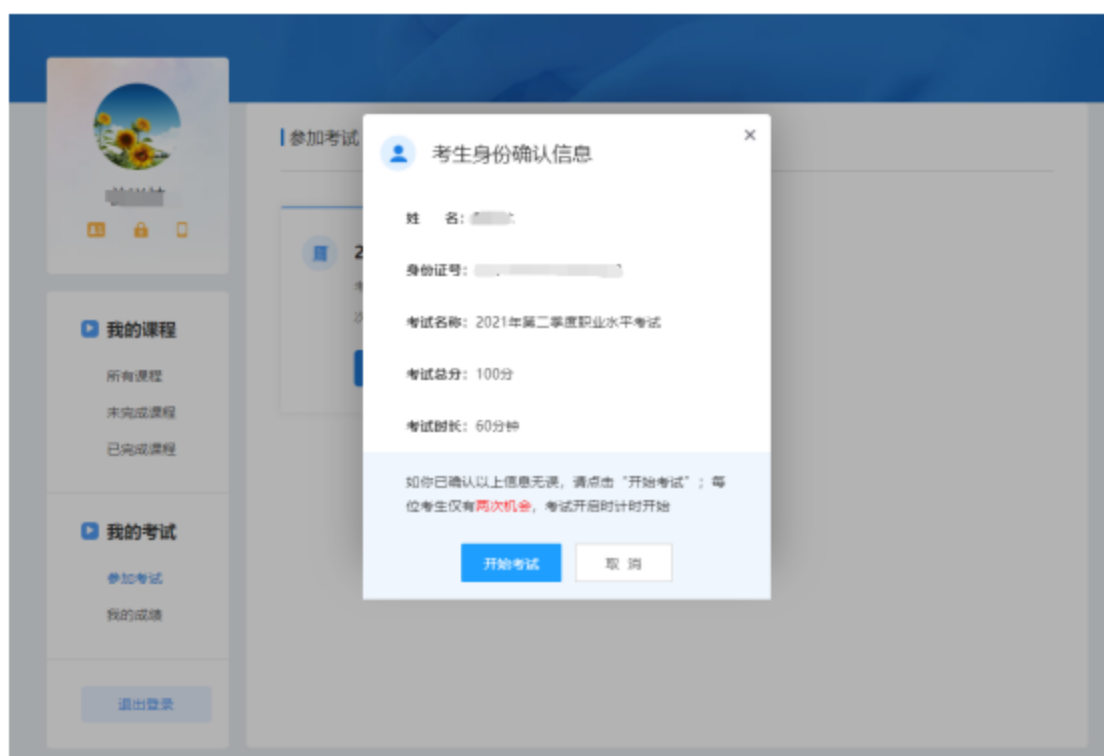 参加考试
考生身份确认信息
×
姓 名:
身份证号:
考试名称: 2021年第二季度职业水平考试
考试总分: 100分
考试时长: 60分钟
如你已确认以上信息无误, 请点击 "开始考试" ; 每
位考生仅有两次机会, 考试开启时计时开始
开始考试
取 消
2
考
次
我的课程
所有课程
未完成课程
已完成课程
我的考试
参加考试
我的成绩
退出登录